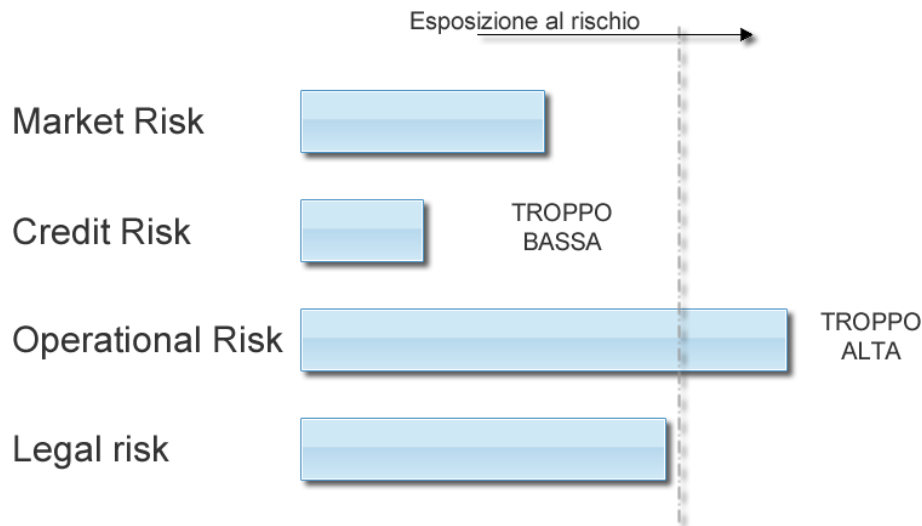 Esposizione al rischio
Market Risk
Credit Risk
TROPPO
BASSA
Operational Risk
TROPPO
ALTA
Legal risk